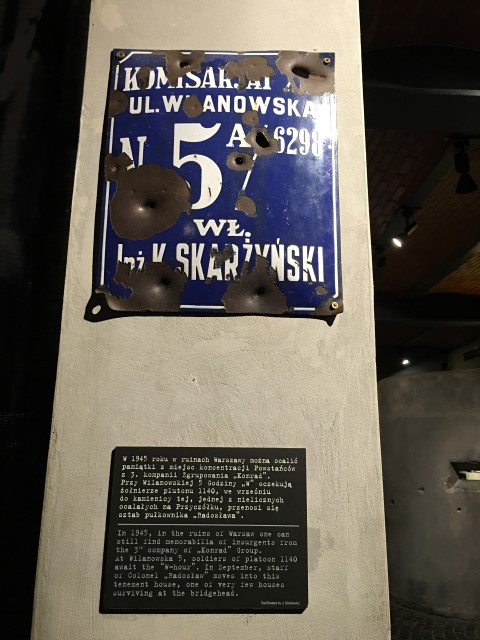 KOMISARJAT
UL. WILANOWSKA
N 5 A/6298
WŁ.
Inż. K. SKARŻYŃSKI
W 1945 roku w ruinach Warszawy można ocalić
pamiątki z miejsc koncentracji Powstańców
z 3. kompanii Zgrupowania „Konrad".
Przy Wilanowskiej 5 Godziny „W" oczekują
żołnierze plutonu 1140, we wrześniu
do kamienicy tej, jednej z nielicznych
ocalałych na Przyczółku, przenosi się
sztab pułkownika „Radosława".
In 1945, in the ruins of Warsaw one can
still find memorabilia of insurgents from
the 3rd company of „Konrad" Group.
At Wilanowska 5, soldiers of platoon 1140
await the "W-hour". In September, staff
of Colonel „Radosław" moves into this
tenement house, one of very few houses
surviving at the bridgehead.